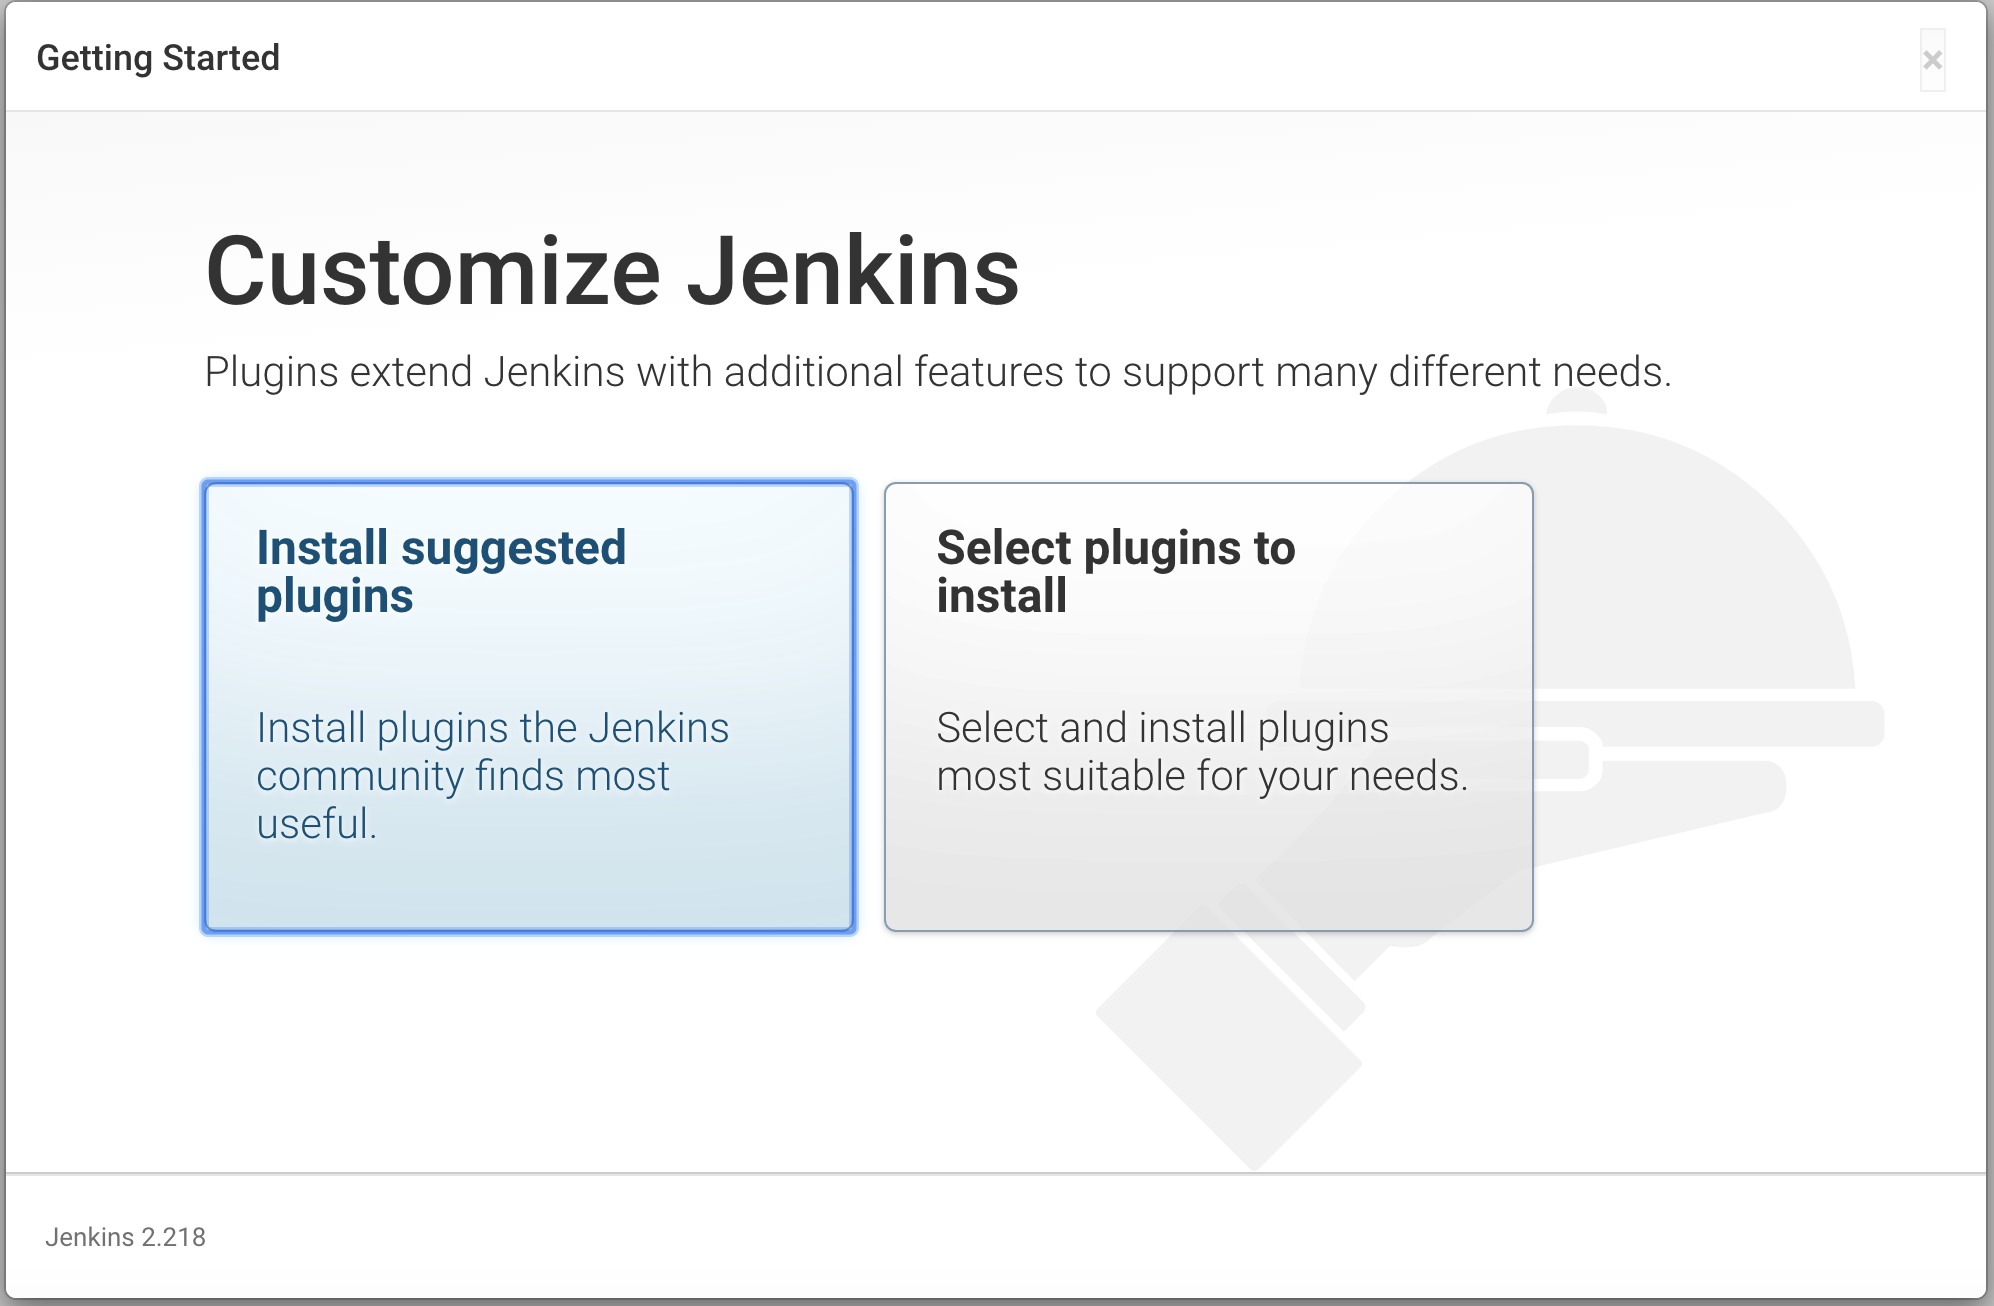 Getting Started
×
Customize Jenkins
Plugins extend Jenkins with additional features to support many different needs.
Install suggested
plugins
Install plugins the Jenkins
community finds most
useful.
Select plugins to
install
Select and install plugins
most suitable for your needs.
Jenkins 2.218